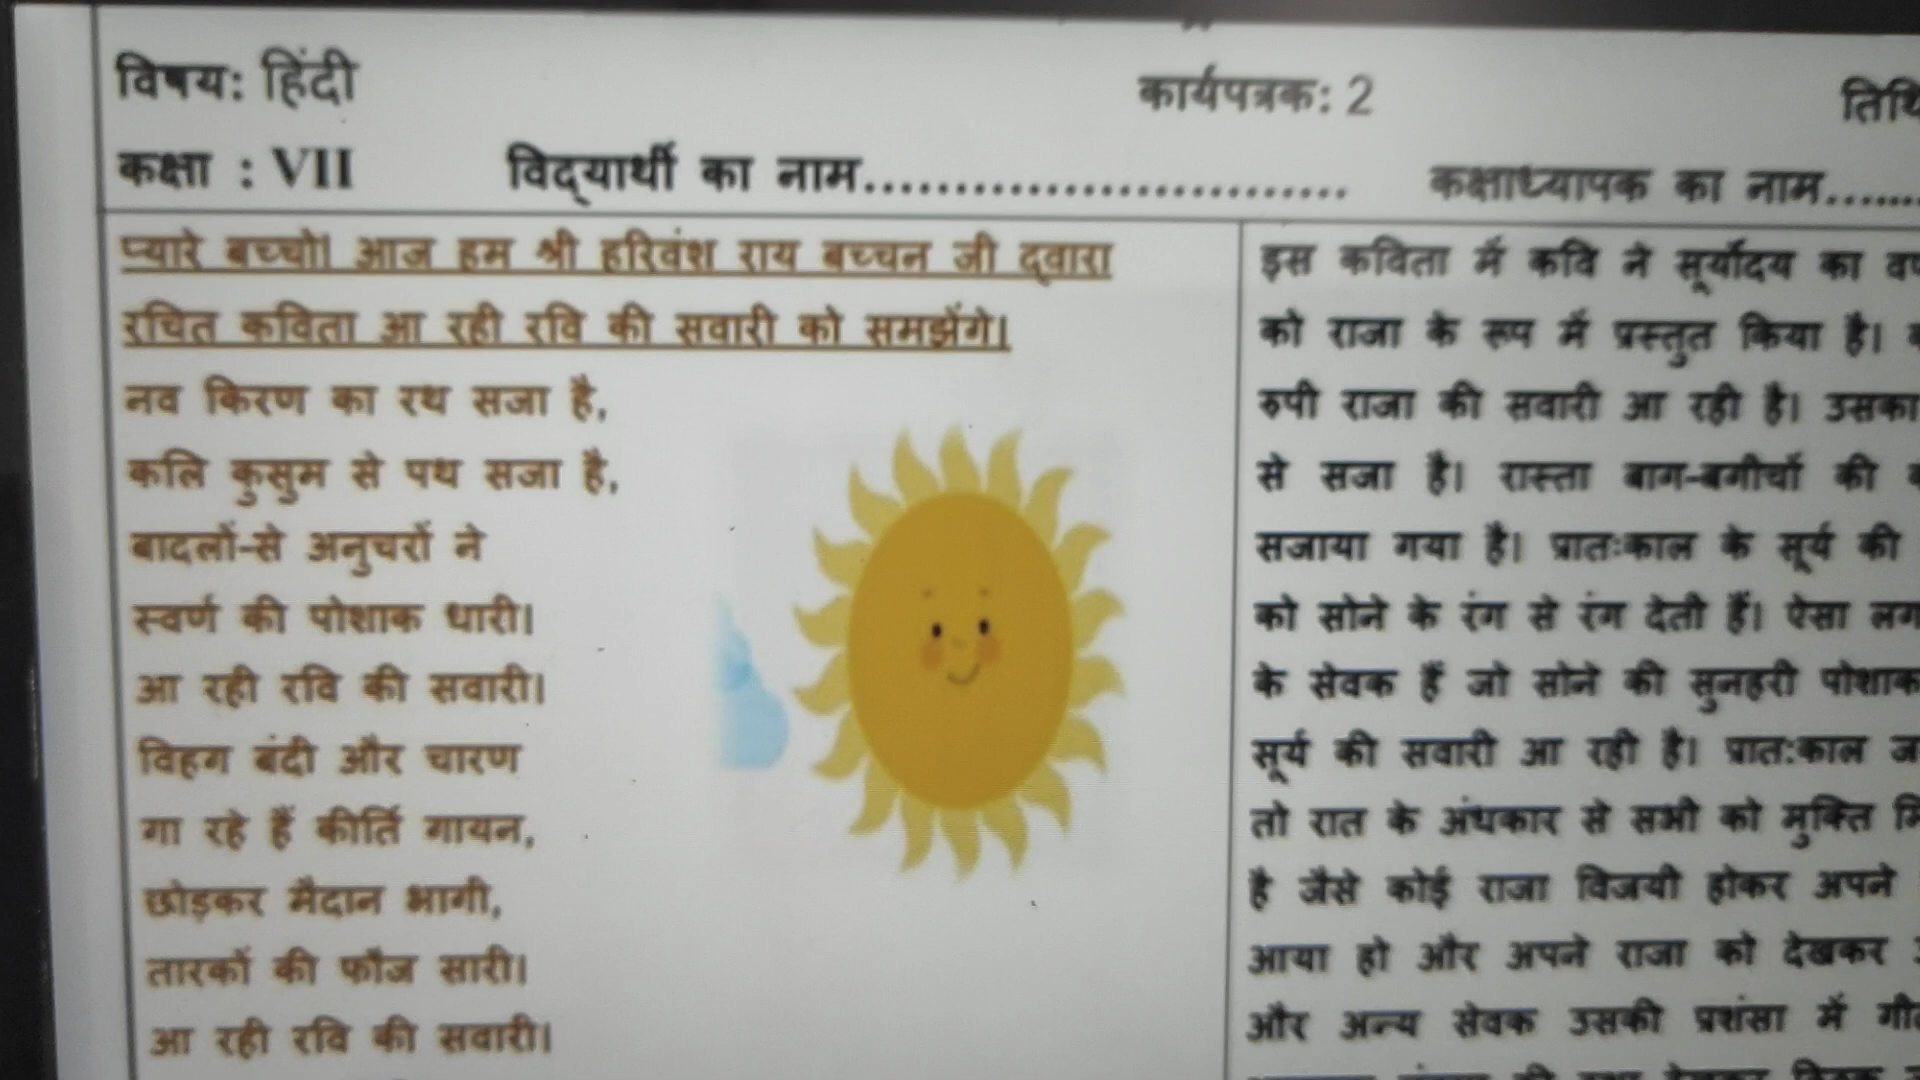 विषय: हिंदी
कार्यपत्रक: 2
कक्षा : VII
विद्यार्थी का नाम................................
कक्षाध्यापक का नाम.......
प्यारे बच्चो। आज हम श्री हरिवंश राय बच्चन जी द्वारा
रचित कविता आ रही रवि की सवारी को समझेंगे।
नव किरण का रथ सजा है,
कलि कुसुम से पथ सजा है,
बादलों-से अनुचरों ने
स्वर्ण की पोशाक धारी।
आ रही रवि की सवारी।
विहग बंदी और चारण
गा रहे हैं कीर्ति गायन,
छोड़कर मैदान भागी,
तारकों की फौज सारी।
आ रही रवि की सवारी।
इस कविता में कवि ने सूर्योदय का
को राजा के रूप में प्रस्तुत किया है।
रुपी राजा की सवारी आ रही है। उसका
से सजा है। रास्ता बाग-बगीचों की
सजाया गया है। प्रातःकाल के सूर्य की
को सोने के रंग से रंग देती हैं। ऐसा
के सेवक हैं जो सोने की सुनहरी पोशाक
सूर्य की सवारी आ रही है। प्रात:काल
तो रात के अंधकार से सभी को मुक्ति
है जैसे कोई राजा विजयी होकर अपने
आया हो और अपने राजा को देखकर
और अन्य सेवक उसकी प्रशंसा में